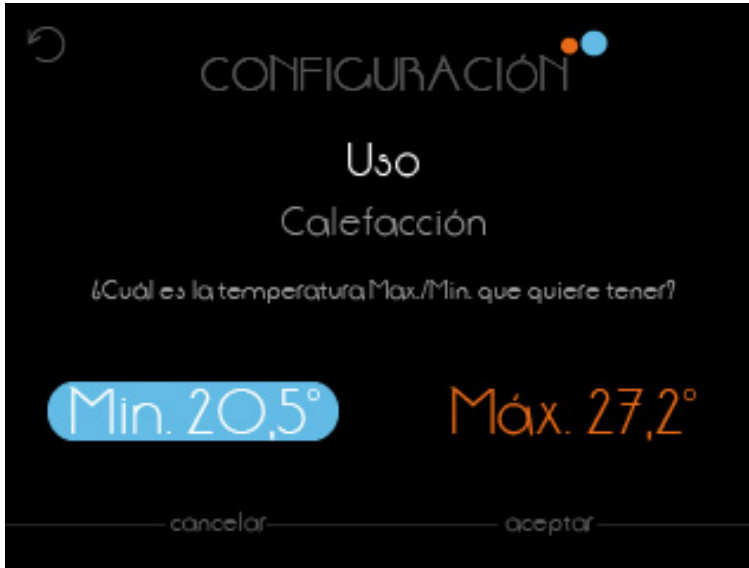 CONFIGURACIÓN
Uso
Calefacción
¿Cuál es la temperatura Max./Min. que quiere tener?
Min. 20,5° Máx. 27,2°
cancelar aceptar